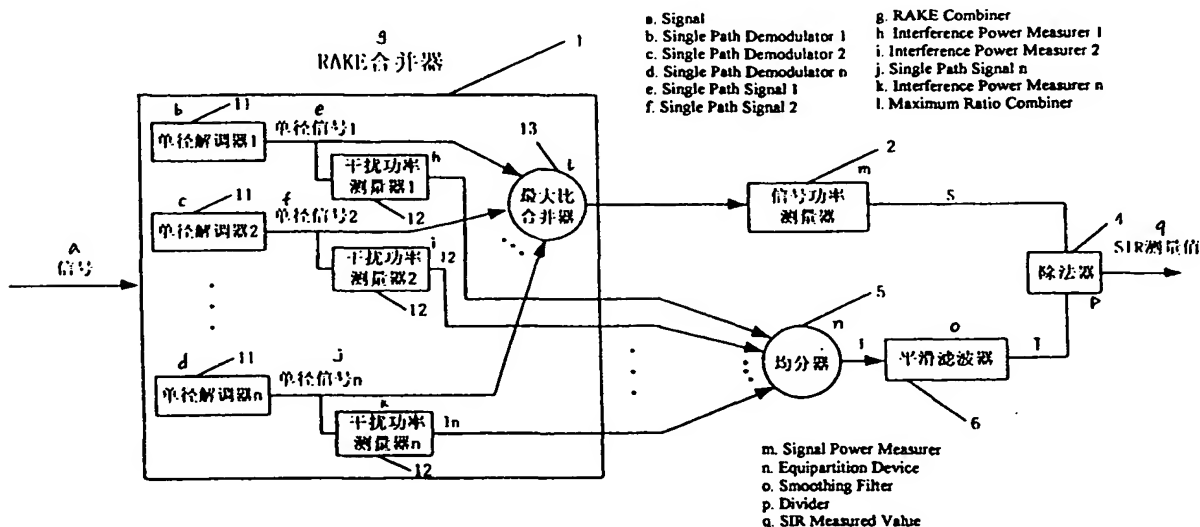 a. Signal
b. Single Path Demodulator 1
c. Single Path Demodulator 2
d. Single Path Demodulator n
e. Single Path Signal 1
f. Single Path Signal 2
g. RAKE Combiner
h Interference Power Measurer 1
i. Interference Power Measurer 2
j. Single Path Signal n
k. Interference Power Measurer n
l. Maximum Ratio Combiner
g
RAKE合并器
1
b
11
单径解调器1
e
单径信号1
h
干扰功率
测量器1
12
13
l
最大比
合并器
c
11
单径解调器2
f
单径信号2
i
12
干扰功率
测量器2
12
a
信号
d
11
单径解调器n
j
单径信号n
k
干扰功率
测量器n
In
12
2
m
信号功率
测量器
S
4
q
SIR测量值
除法器
p
5
n
均分器
I
o
平滑滤波器
6
m. Signal Power Measurer
n. Equipartition Device
o. Smoothing Filter
p. Divider
q. SIR Measured Value